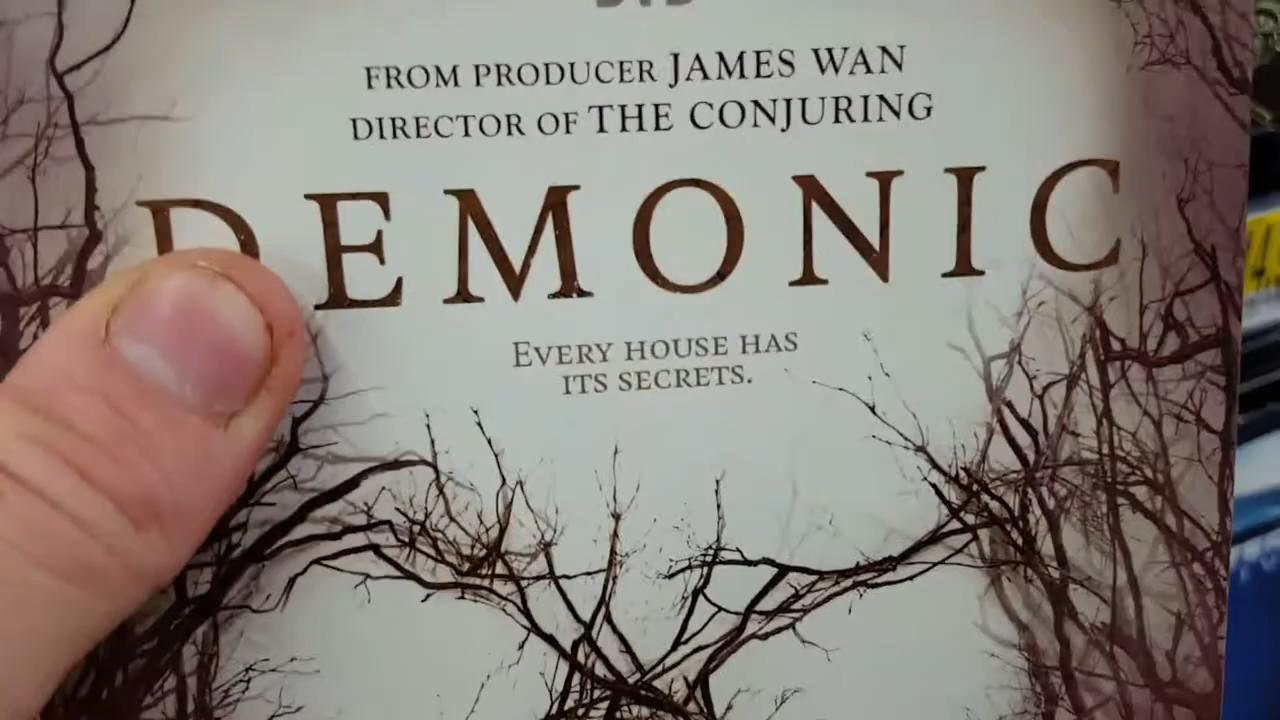 FROM PRODUCER JAMES WAN
DIRECTOR OF THE CONJURING
DEMONIC
EVERY HOUSE HAS
ITS SECRETS.